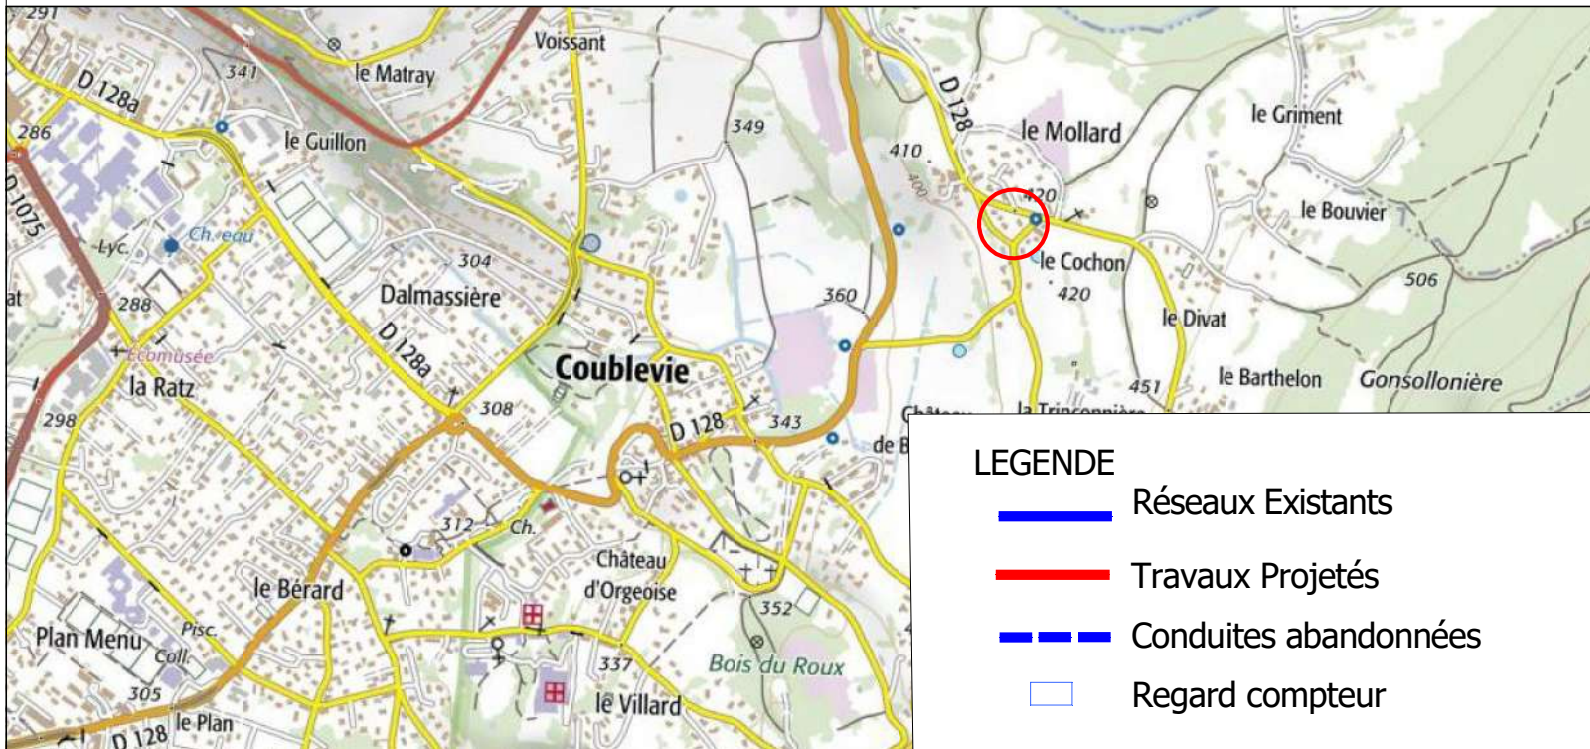 291
Voissant
le Matray
341
D 128a
D 128
349
le Griment
le Mollard
286
le Guillon
410
400
420
le Bouvier
D 1075
Lyc.
Ch. eau
304
le Cochon
506
288
Dalmassière
360
420
le Divat
at
Ecomusée
D 128a
Coublevie
la Ratz
451
le Barthelon
Gonsollonière
298
308
D 128
343
Château
la Trinconnière
de B
LEGENDE
Réseaux Existants
312
Ch.
Château
d'Orgeoise
Travaux Projetés
le Bérard
352
Plan Menu
Pisc.
Coll.
Conduites abandonnées
337
Bois du Roux
305
le Villard
Regard compteur
le Plan
D 128